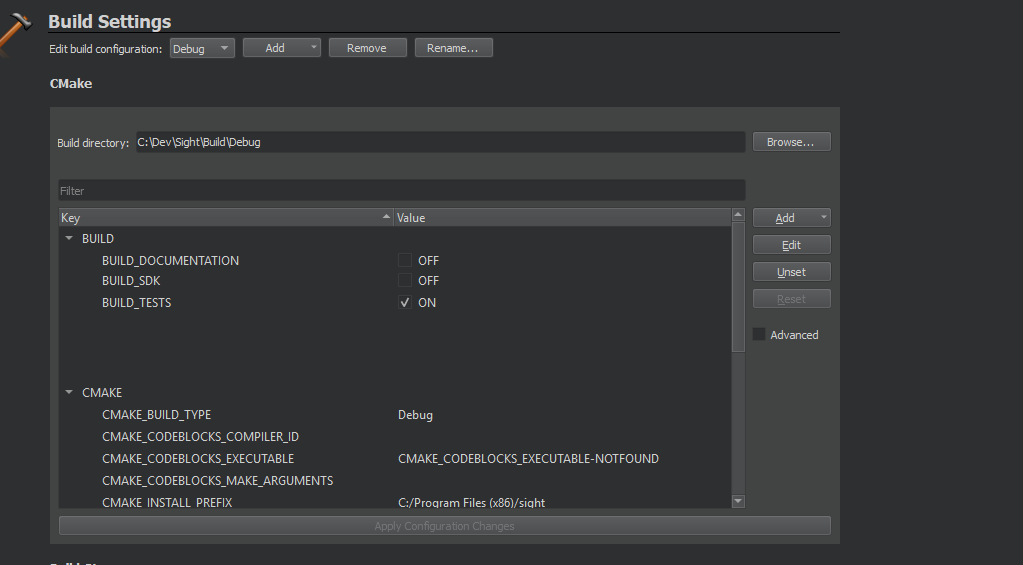 Build Settings
Edit build configuration: Debug Add Remove Rename...
CMake
Build directory: C:\Dev\Sight\Build\Debug Browse...
Filter
Key Value Add
BUILD
BUILD_DOCUMENTATION OFF
BUILD_SDK OFF
BUILD_TESTS ON
Edit
Unset
Reset
Advanced
CMAKE
CMAKE_BUILD_TYPE Debug
CMAKE_CODEBLOCKS_COMPILER_ID
CMAKE_CODEBLOCKS_EXECUTABLE CMAKE_CODEBLOCKS_EXECUTABLE-NOTFOUND
CMAKE_CODEBLOCKS_MAKE_ARGUMENTS
CMAKE_INSTALL_PREFIX C:/Program Files (x86)/sight
Apply Configuration Changes